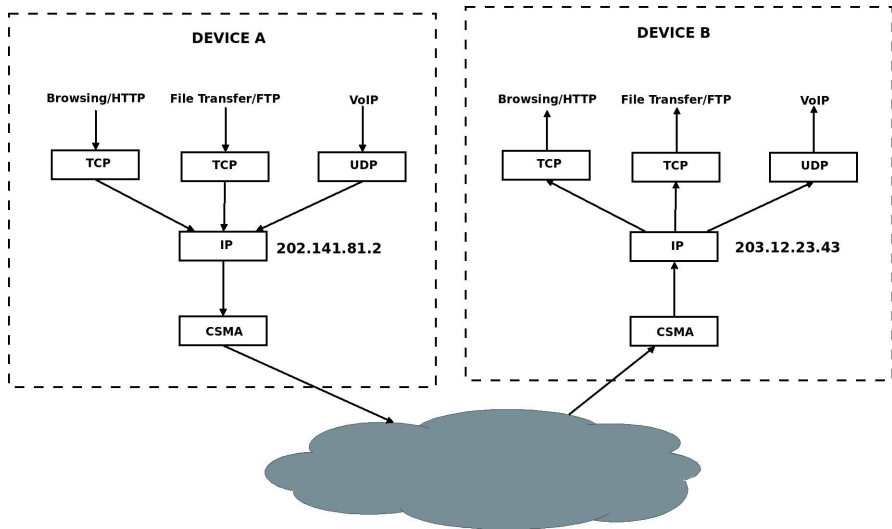 DEVICE A
Browsing/HTTP File Transfer/FTP VoIP
TCP TCP UDP
IP 202.141.81.2
CSMA
DEVICE B
Browsing/HTTP File Transfer/FTP VoIP
TCP TCP UDP
IP 203.12.23.43
CSMA